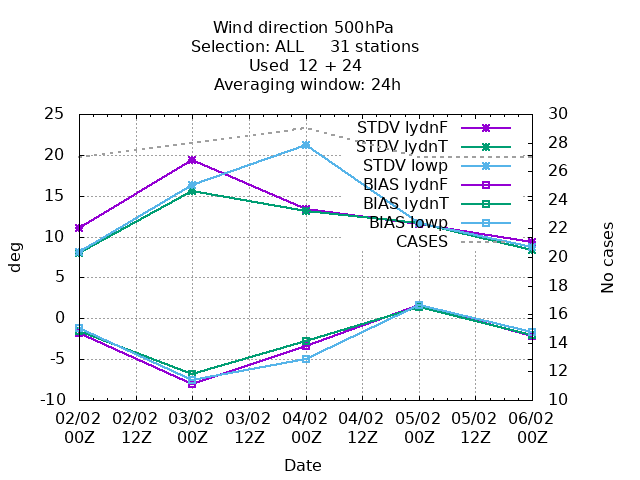 Wind direction 500hPa
Selection: ALL     31 stations
Used  12 + 24
Averaging window: 24h
25
20
15
10
5
0
-5
-10
deg
30
28
26
24
22
20
18
16
14
12
10
No cases
STDV lydnF
STDV lydnT
STDV lowp
BIAS lydnF
BIAS lydnT
BIAS lowp
CASES
02/02 02/02 03/02 03/02 04/02 04/02 05/02 05/02 06/02
00Z 12Z 00Z 12Z 00Z 12Z 00Z 12Z 00Z
Date